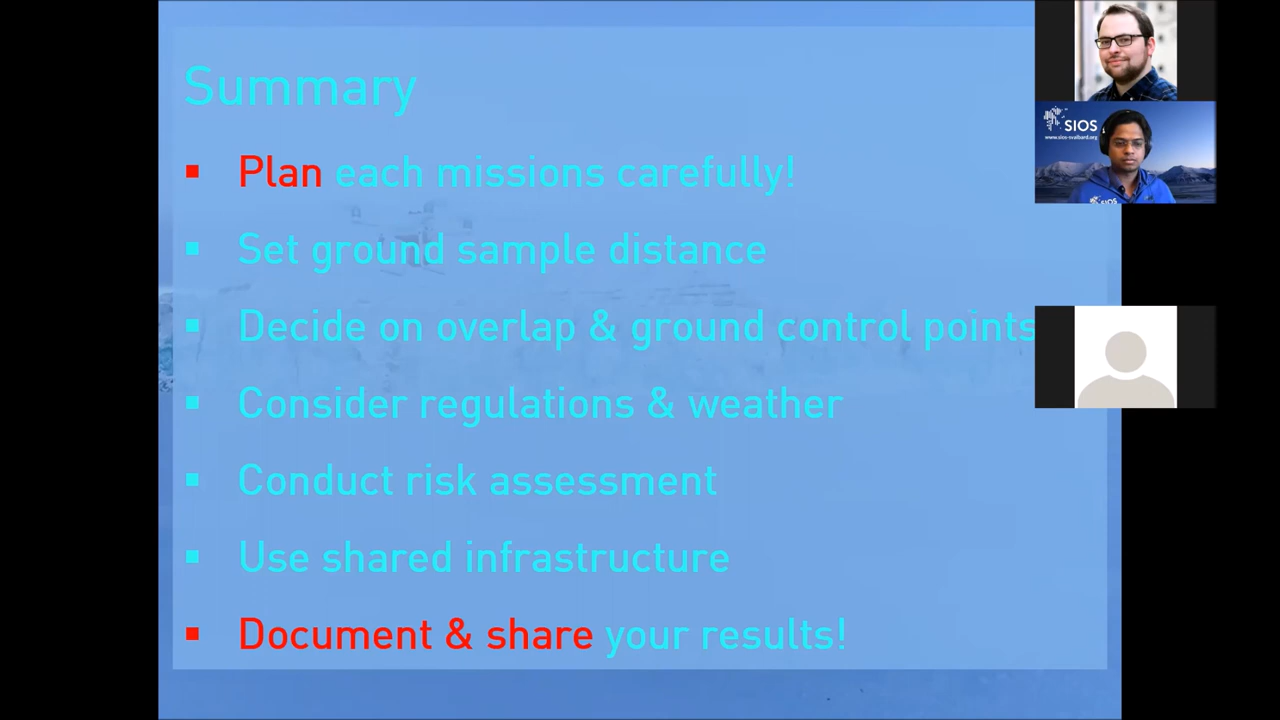 Summary
▪ Plan each missions carefully!
▪ Set ground sample distance
▪ Decide on overlap & ground control points
▪ Consider regulations & weather
▪ Conduct risk assessment
▪ Use shared infrastructure
▪ Document & share your results!
SIOS
www.sios-svalbard.org
SIOS